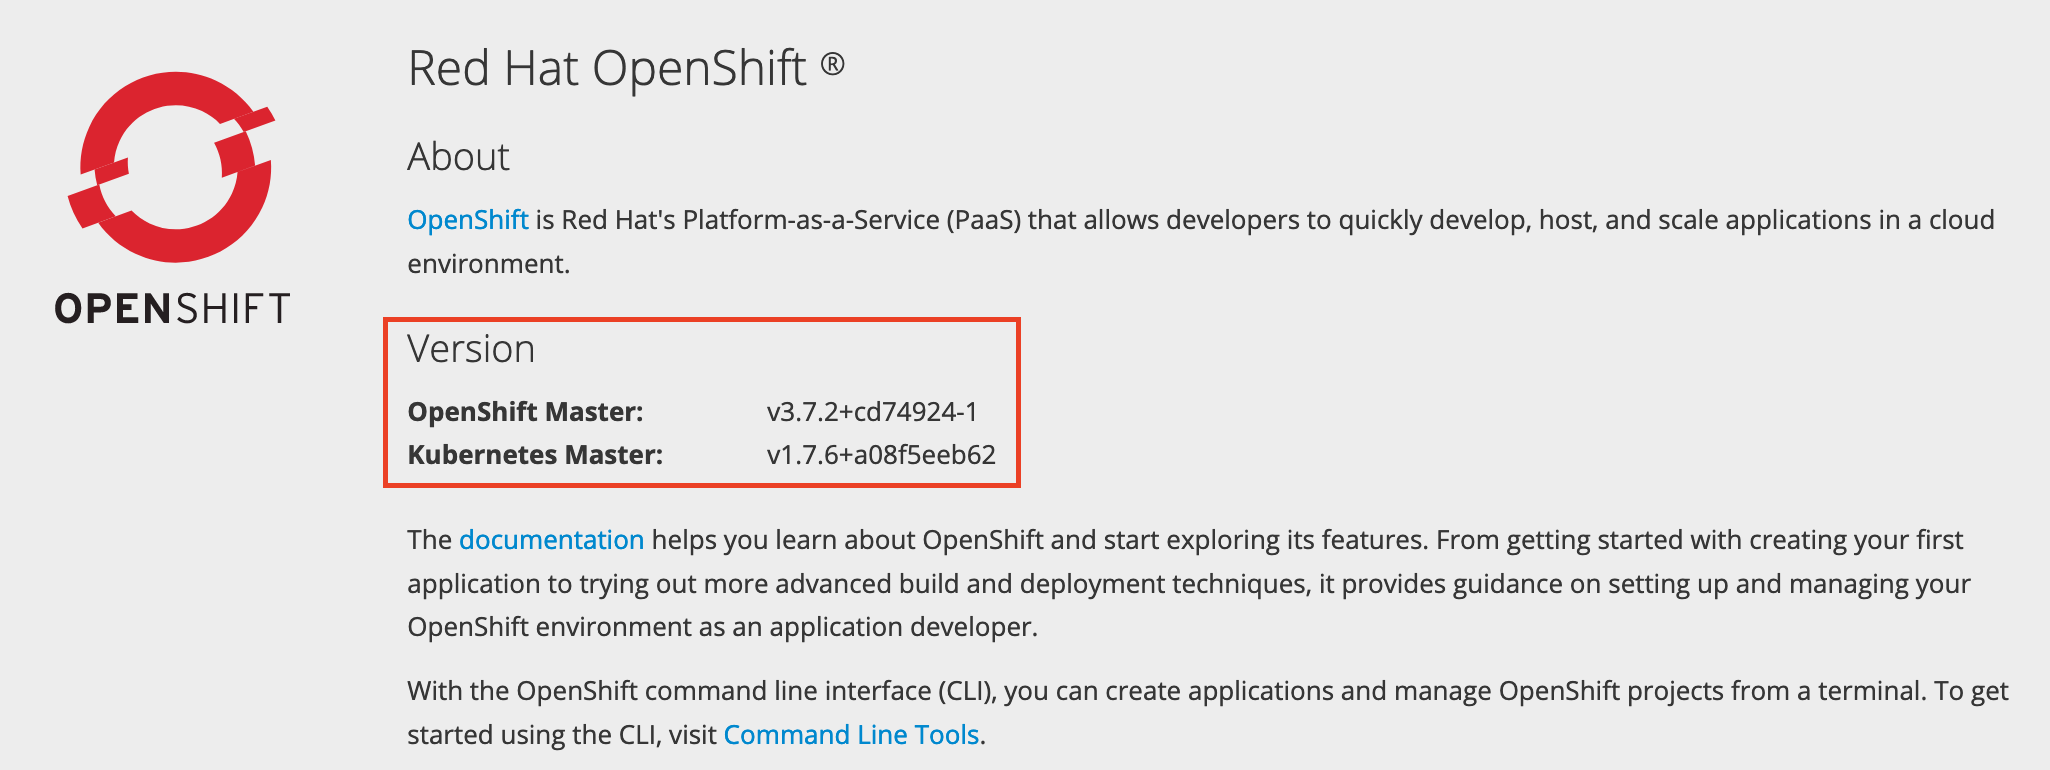 Red Hat OpenShift ®
About
OpenShift is Red Hat's Platform-as-a-Service (PaaS) that allows developers to quickly develop, host, and scale applications in a cloud
environment.
OPENSHIFT
Version
OpenShift Master: v3.7.2+cd74924-1
Kubernetes Master: v1.7.6+a08f5eeb62
The documentation helps you learn about OpenShift and start exploring its features. From getting started with creating your first
application to trying out more advanced build and deployment techniques, it provides guidance on setting up and managing your
OpenShift environment as an application developer.
With the OpenShift command line interface (CLI), you can create applications and manage OpenShift projects from a terminal. To get
started using the CLI, visit Command Line Tools.